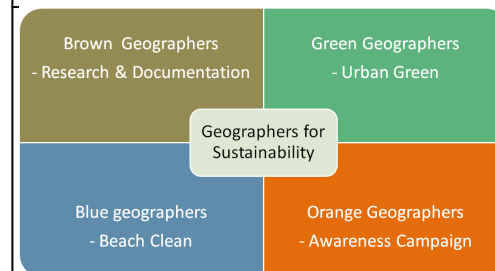 Brown Geographers
- Research & Documentation
Green Geographers
- Urban Green
Geographers for
Sustainability
Blue geographers
- Beach Clean
Orange Geographers
- Awareness Campaign